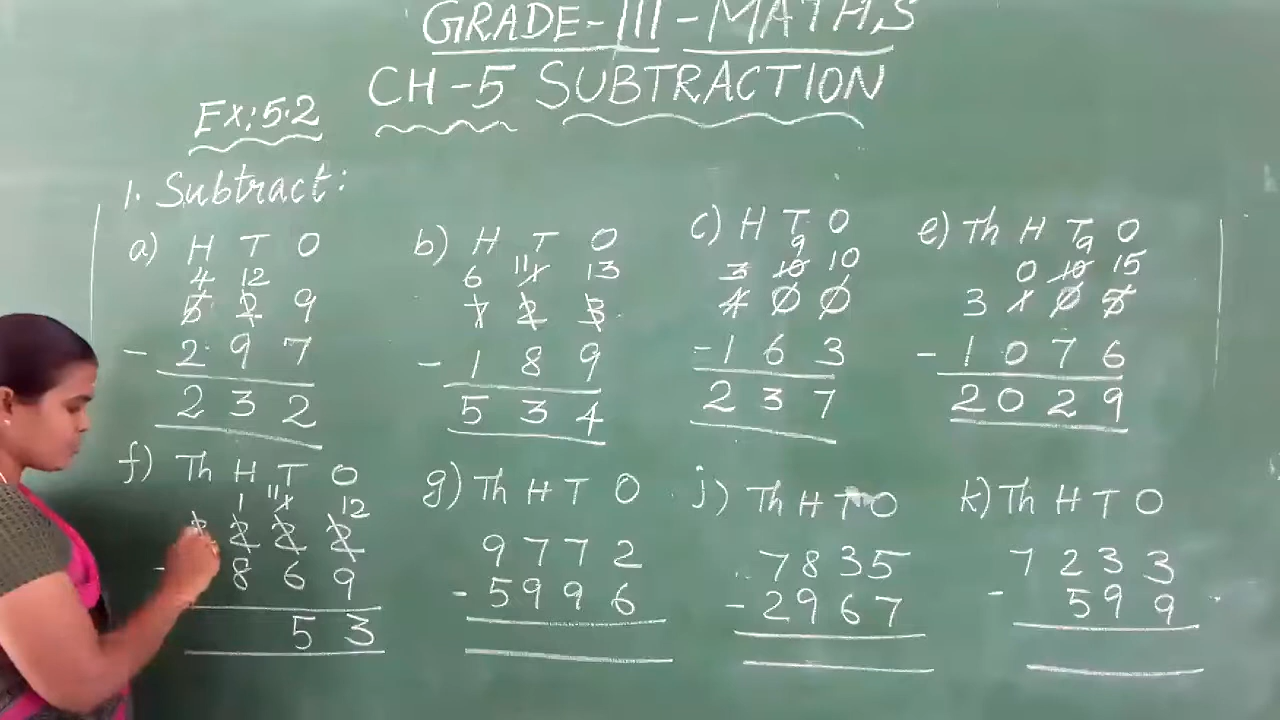 GRADE-III-MATHS
CH-5 SUBTRACTION
Ex:5.2
1. Subtract:
a) H T O
4 12
5 2 9
- 2 9 7
2 3 2
b) H T O
6 11 1 13
7 2 3
- 1 8 9
5 3 4
c) H T O
9
3 10 10
4 0 0
- 1 6 3
2 3 7
e) Th H T O
9
0 10 15
3 1 0 5
- 1 0 7 6
2 0 2 9
f) Th H T O
1 11 1 12
2 2 2 2
- 8 6 9
5 3
g) Th H T O
9 7 7 2
- 5 9 9 6
j) Th H T O
7 8 3 5
- 2 9 6 7
k) Th H T O
7 2 3 3
- 5 9 9